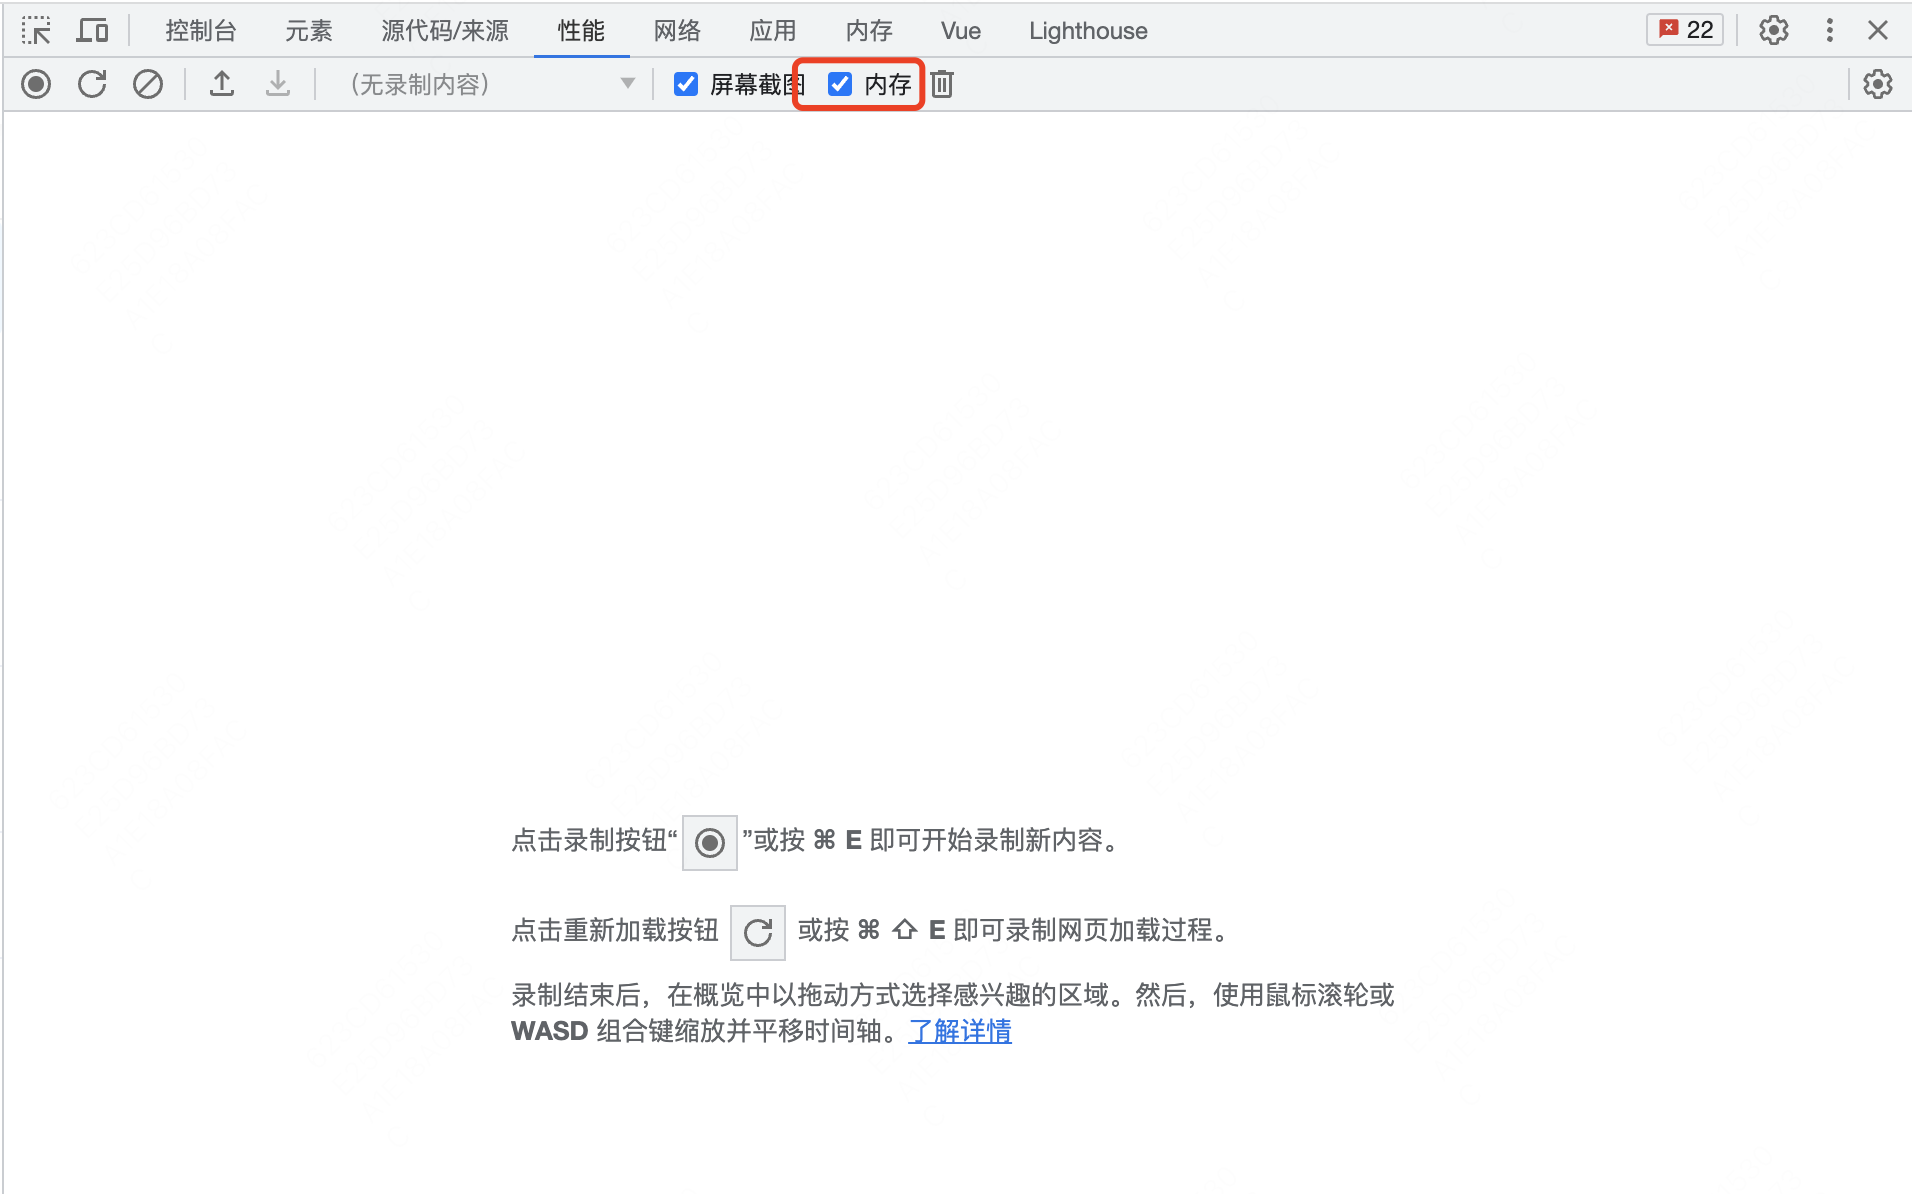 控制台 元素 源代码/来源 性能 网络 应用 内存 Vue Lighthouse 22
(无录制内容) 屏幕截图 内存
点击录制按钮“ ”或按 ⌘ E 即可开始录制新内容。
点击重新加载按钮 或按 ⌘ ⇧ E 即可录制网页加载过程。
录制结束后，在概览中以拖动方式选择感兴趣的区域。然后，使用鼠标滚轮或
WASD 组合键缩放并平移时间轴。了解详情